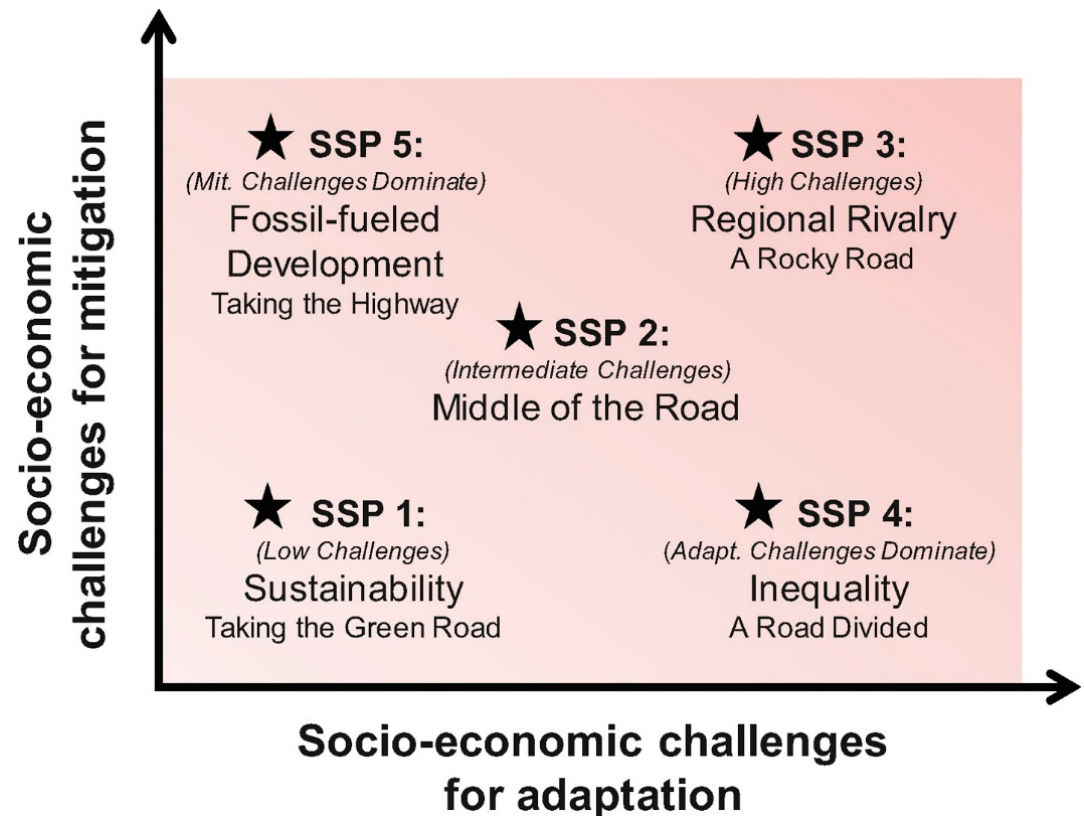 Socio-economic
challenges for mitigation
SSP 5:
(Mit. Challenges Dominate)
Fossil-fueled
Development
Taking the Highway
SSP 3:
(High Challenges)
Regional Rivalry
A Rocky Road
SSP 2:
(Intermediate Challenges)
Middle of the Road
SSP 1:
(Low Challenges)
Sustainability
Taking the Green Road
SSP 4:
(Adapt. Challenges Dominate)
Inequality
A Road Divided
Socio-economic challenges
for adaptation